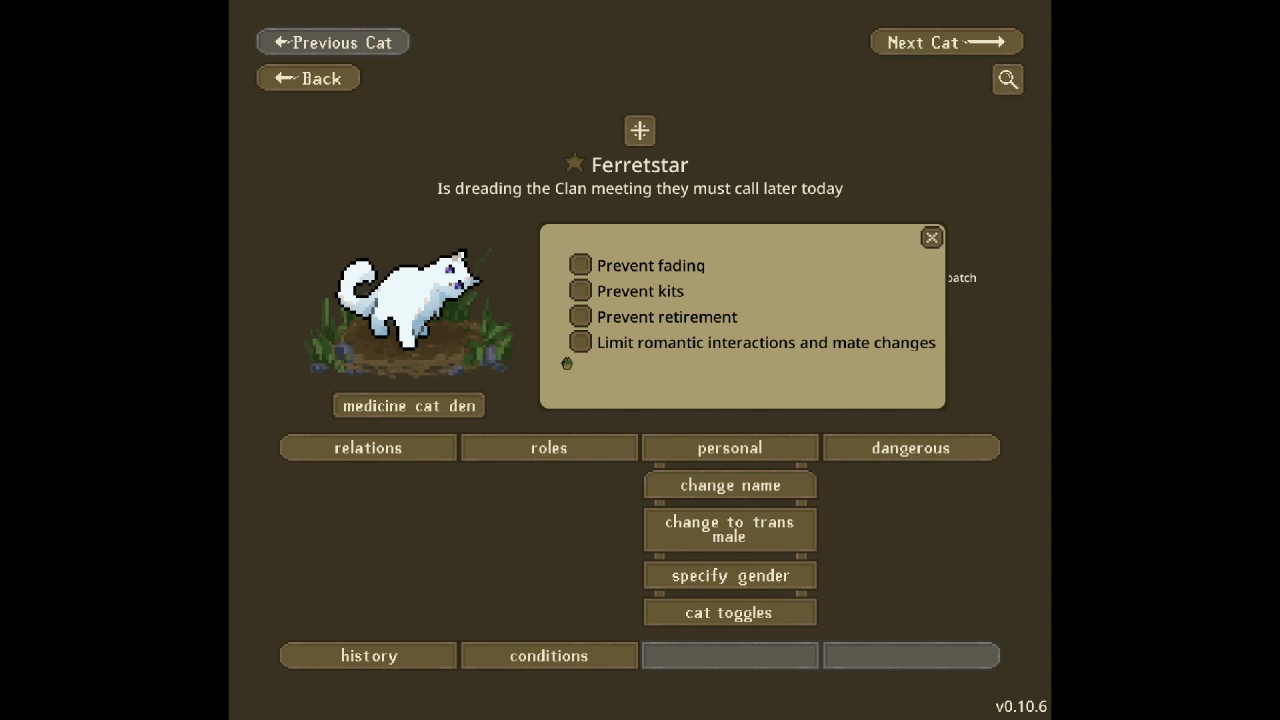 Previous Cat
Next Cat
Back
Ferretstar
Is dreading the Clan meeting they must call later today
Prevent fading
Prevent kits
Prevent retirement
Limit romantic interactions and mate changes
medicine cat den
relations
roles
personal
dangerous
change name
change to trans
male
specify gender
cat toggles
history
conditions
v0.10.6